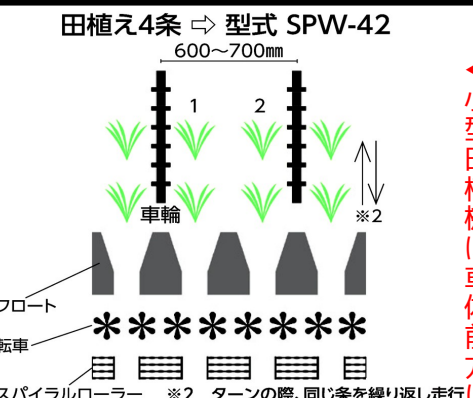 田植え4条 ⇨ 型式 SPW-42
600～700㎜
1 2
車輪
※2
フロート
転車
スパイラルローラー
※2 ターンの際、同じ条を繰り返し走行